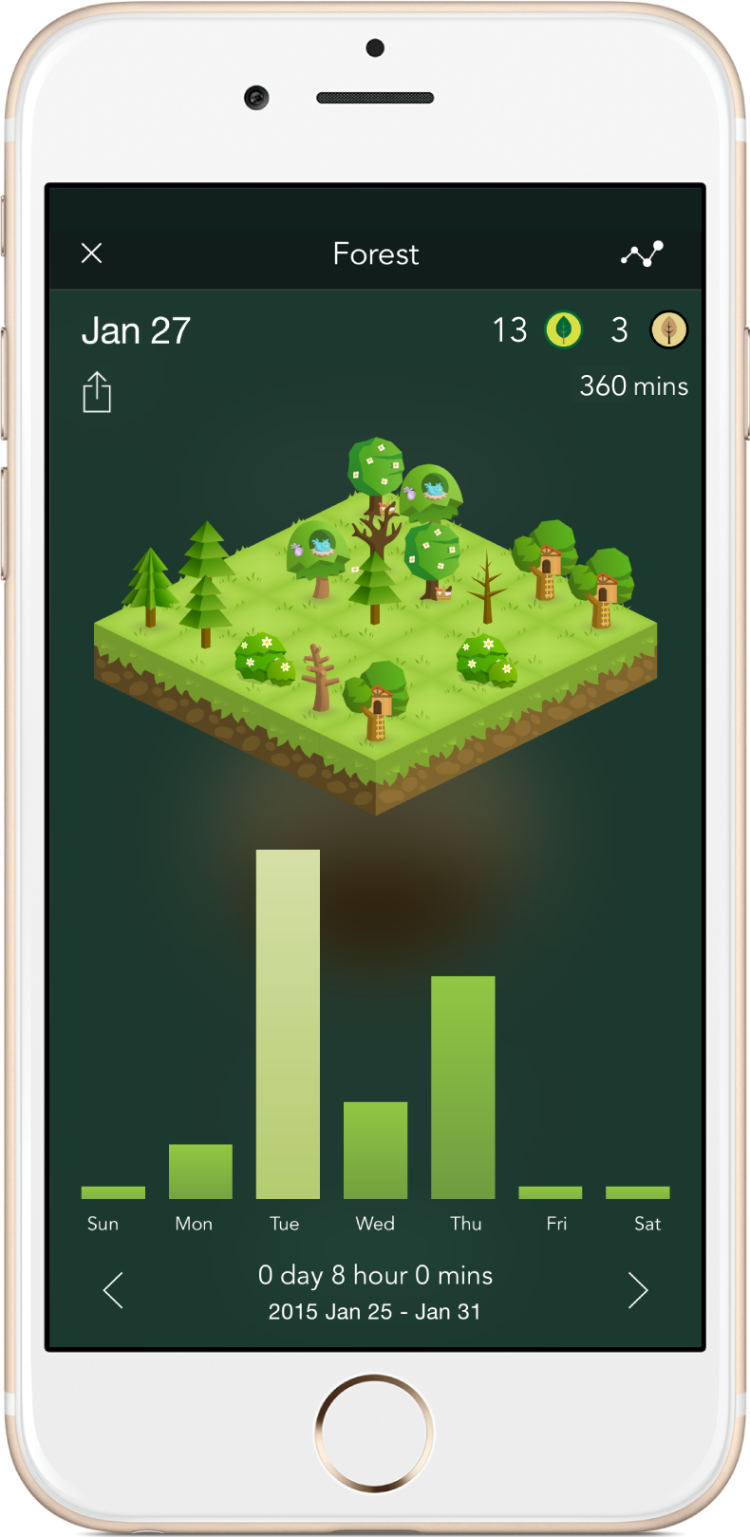 Forest
Jan 27
13
3
360 mins
Sun Mon Tue Wed Thu Fri Sat
0 day 8 hour 0 mins
2015 Jan 25 - Jan 31